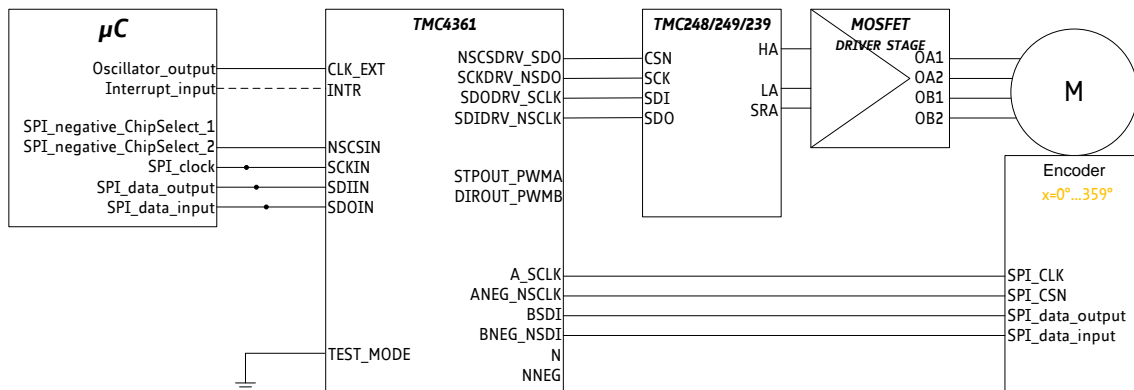 µC
Oscillator_output
Interrupt_input
SPI_negative_ChipSelect_1
SPI_negative_ChipSelect_2
SPI_clock
SPI_data_output
SPI_data_input
TMC4361
CLK_EXT
INTR
NSCSIN
SCKIN
SDIIN
SDOIN
TEST_MODE
NSCSDRV_SDO
SCKDRV_NSDO
SDODRV_SCLK
SDIDRV_NSCLK
STPOUT_PWMA
DIROUT_PWMB
A_SCLK
ANEG_NSCLK
BSDI
BNEG_NSDI
N
NNEG
TMC248/249/239
CSN
SCK
SDI
SDO
HA
LA
SRA
MOSFET
DRIVER STAGE
OA1
OA2
OB1
OB2
M
Encoder
x=0°...359°
SPI_CLK
SPI_CSN
SPI_data_output
SPI_data_input